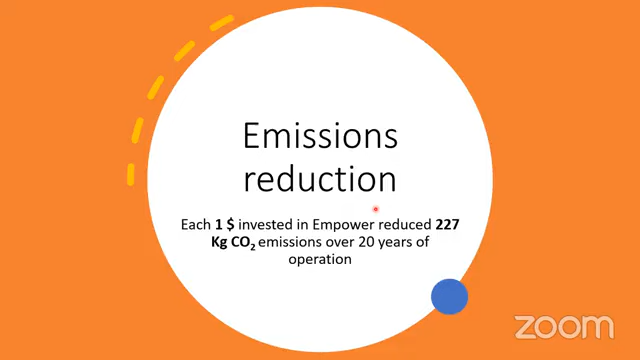 Emissions
reduction
Each 1 $ invested in Empower reduced 227
Kg CO₂ emissions over 20 years of
operation
zoom